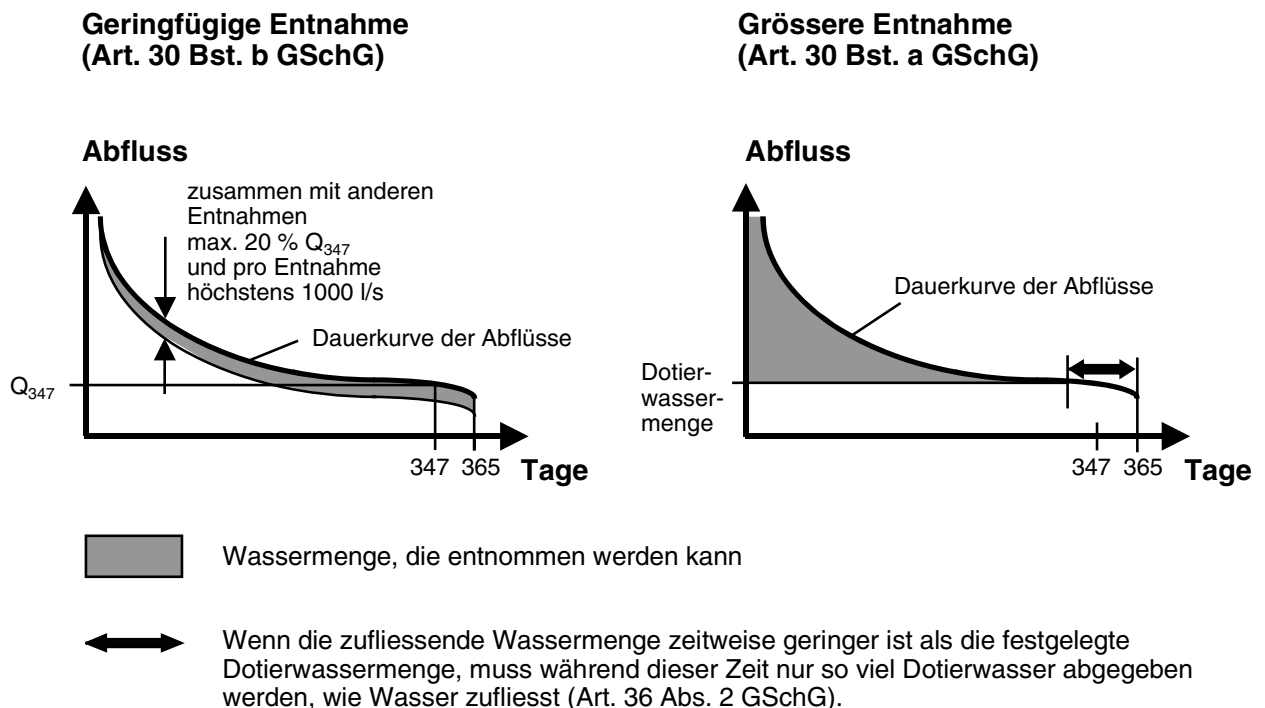 Geringfügige Entnahme
(Art. 30 Bst. b GSchG)
Abfluss
zusammen mit anderen
Entnahmen
max. 20 % Q347
und pro Entnahme
höchstens 1000 l/s
Dauerkurve der Abflüsse
Q347
347 365 Tage
Grössere Entnahme
(Art. 30 Bst. a GSchG)
Abfluss
Dauerkurve der Abflüsse
Dotier-
wasser-
menge
347 365 Tage
Wassermenge, die entnommen werden kann
Wenn die zufliessende Wassermenge zeitweise geringer ist als die festgelegte
Dotierwassermenge, muss während dieser Zeit nur so viel Dotierwasser abgegeben
werden, wie Wasser zufliesst (Art. 36 Abs. 2 GSchG).